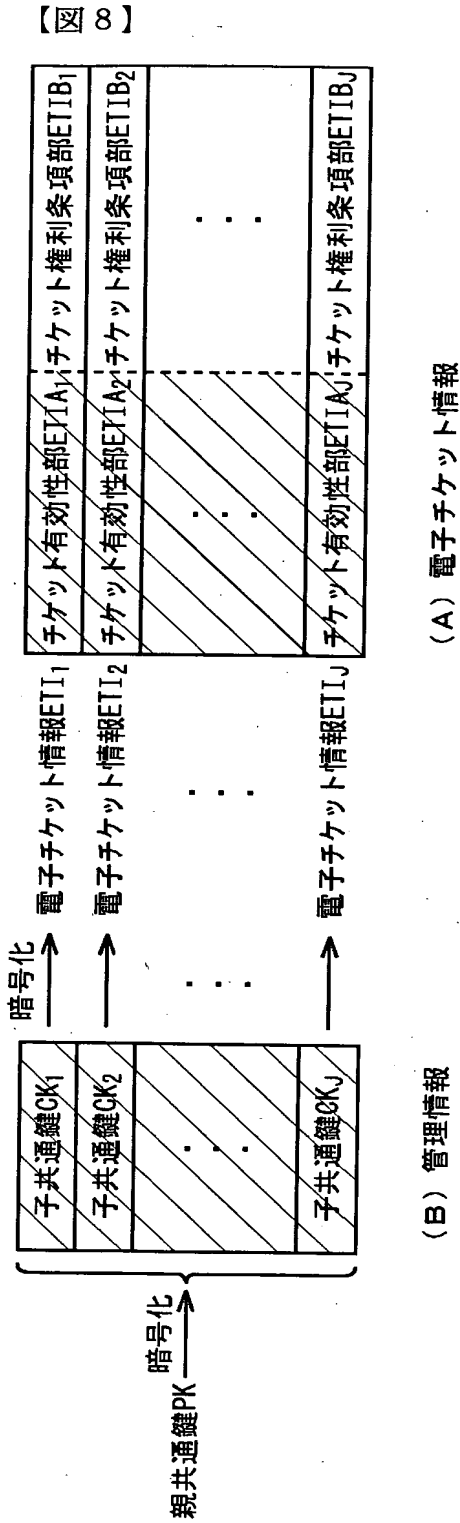 【図８】
親共通鍵PK
暗号化
子共通鍵CK₁
子共通鍵CK₂
・・・
子共通鍵CKJ
(B) 管理情報
暗号化
電子チケット情報ETI₁
電子チケット情報ETI₂
・・・
電子チケット情報ETIJ
チケット有効性部ETIA₁
チケット権利条項部ETIB₁
チケット有効性部ETIA₂
チケット権利条項部ETIB₂
・・・
・・・
チケット有効性部ETIAJ
チケット権利条項部ETIBJ
(A) 電子チケット情報